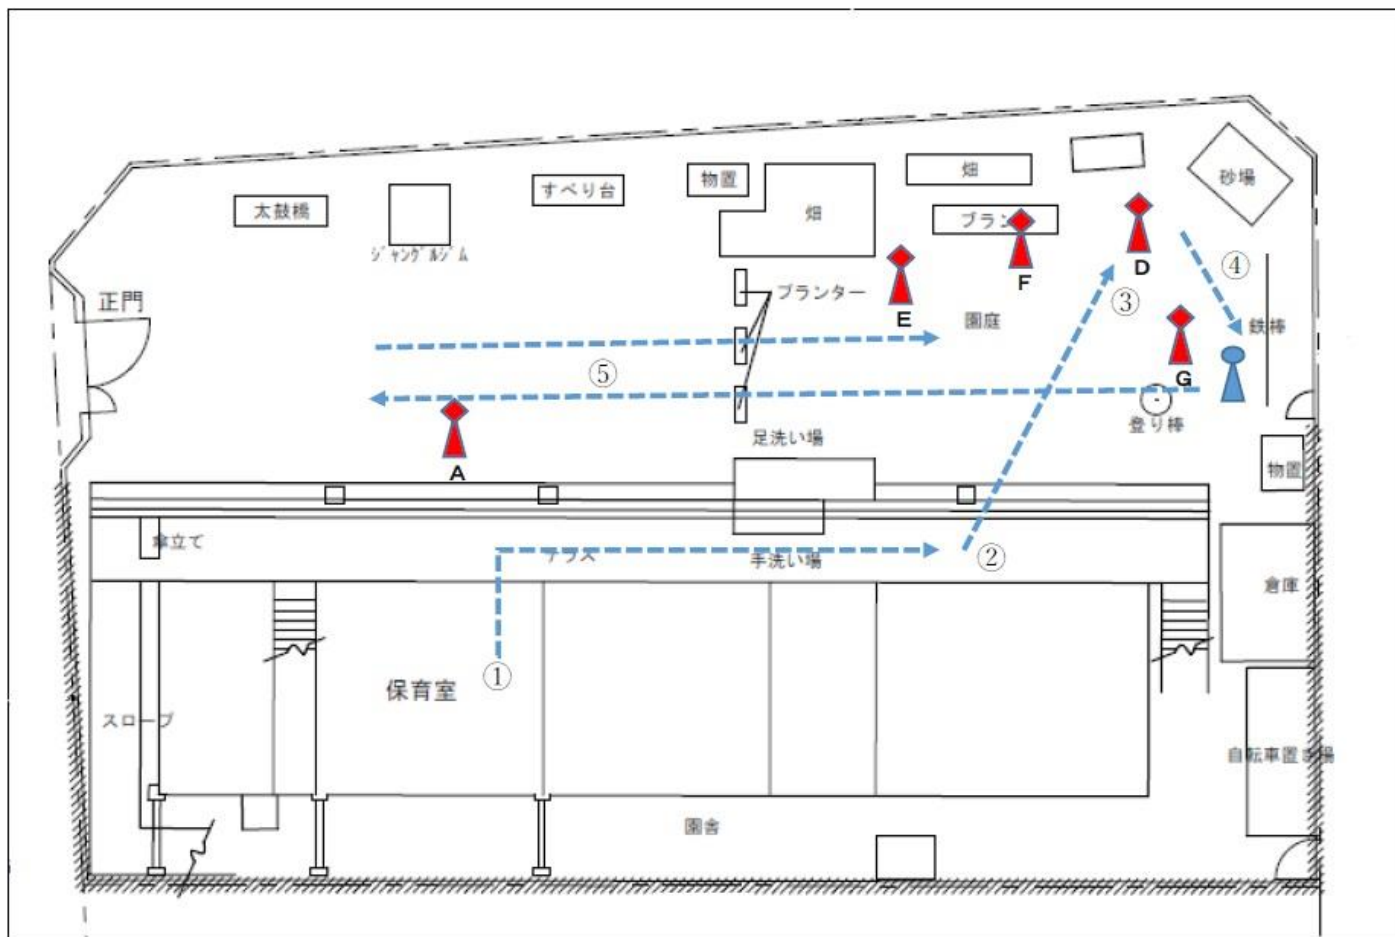 砂場
畑
物置
すべり台
太鼓橋
畑
ブラン
ジャングルジム
④
D
F
③
正門
プランター
E
園庭
鉄棒
⑤
G
登り棒
足洗い場
A
物置
傘立て
テラス
手洗い場
②
倉庫
①
保育室
スロープ
自転車置き場
園舎